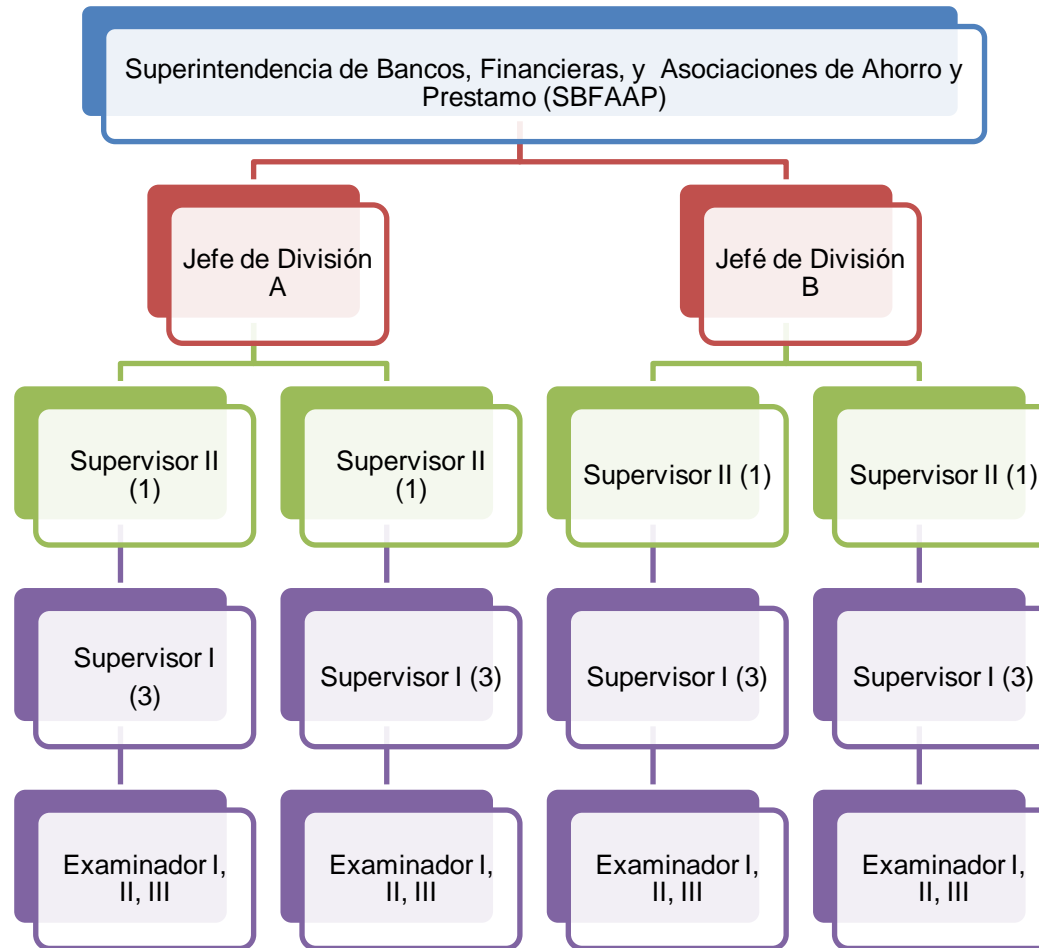 Superintendencia de Bancos, Financieras, y Asociaciones de Ahorro y
Prestamo (SBFAAP)
Jefe de División
A
Jefé de División
B
Supervisor II
(1)
Supervisor II
(1)
Supervisor II (1)
Supervisor II (1)
Supervisor I
(3)
Supervisor I (3)
Supervisor I (3)
Supervisor I (3)
Examinador I,
II, III
Examinador I,
II, III
Examinador I,
II, III
Examinador I,
II, III